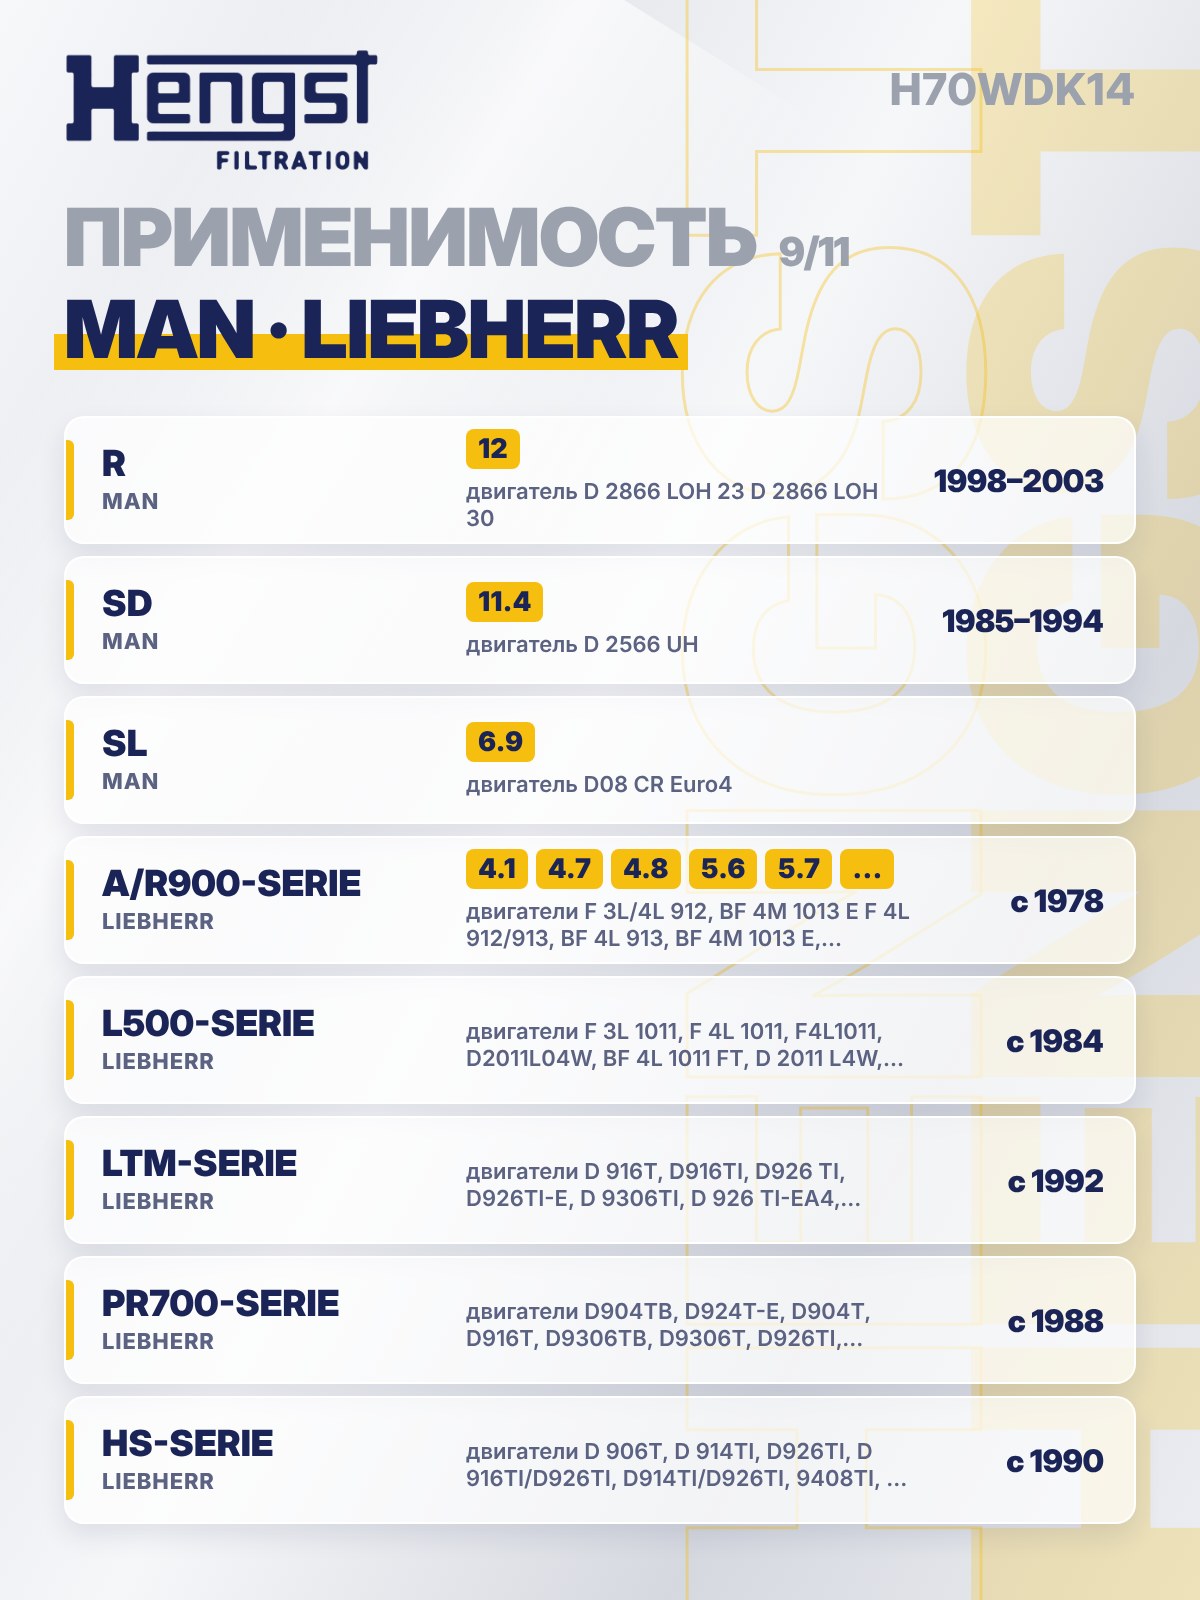 Hengst
FILTRATION
H70WDK14
ПРИМЕНИМОСТЬ 9/11
MAN · LIEBHERR
R
MAN
12
двигатель D 2866 LOH 23 D 2866 LOH
30
1998–2003
SD
MAN
11.4
двигатель D 2566 UH
1985–1994
SL
MAN
6.9
двигатель D08 CR Euro4
A/R900-SERIE
LIEBHERR
4.1 4.7 4.8 5.6 5.7 ...
двигатели F 3L/4L 912, BF 4M 1013 E F 4L
912/913, BF 4L 913, BF 4M 1013 E,...
с 1978
L500-SERIE
LIEBHERR
двигатели F 3L 1011, F 4L 1011, F4L1011,
D2011L04W, BF 4L 1011 FT, D 2011 L4W,...
с 1984
LTM-SERIE
LIEBHERR
двигатели D 916T, D916TI, D926 TI,
D926TI-E, D 9306TI, D 926 TI-EA4,...
с 1992
PR700-SERIE
LIEBHERR
двигатели D904TB, D924T-E, D904T,
D916T, D9306TB, D9306T, D926TI,...
с 1988
HS-SERIE
LIEBHERR
двигатели D 906T, D 914TI, D926TI, D
916TI/D926TI, D914TI/D926TI, 9408TI, ...
с 1990
HENGST
HENGST